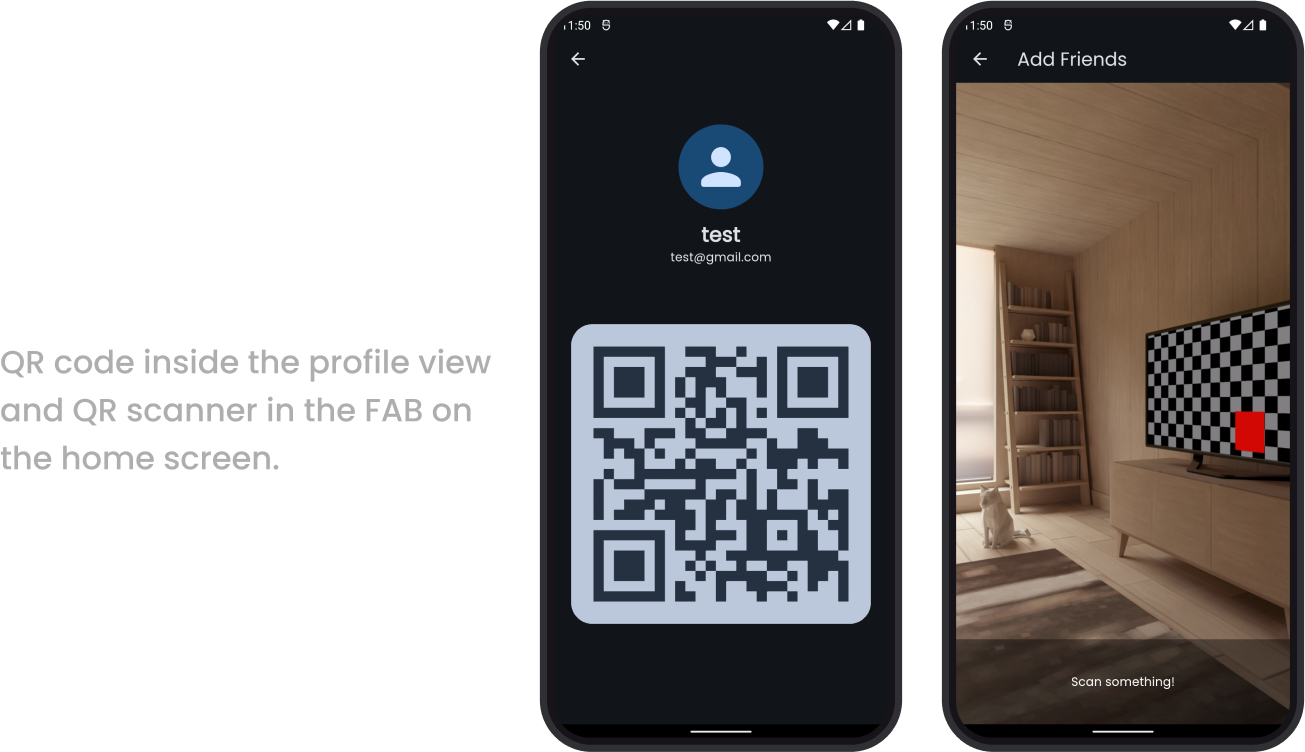 QR code inside the profile view
and QR scanner in the FAB on
the home screen.
11:50
test
test@gmail.com
11:50
Add Friends
Scan something!